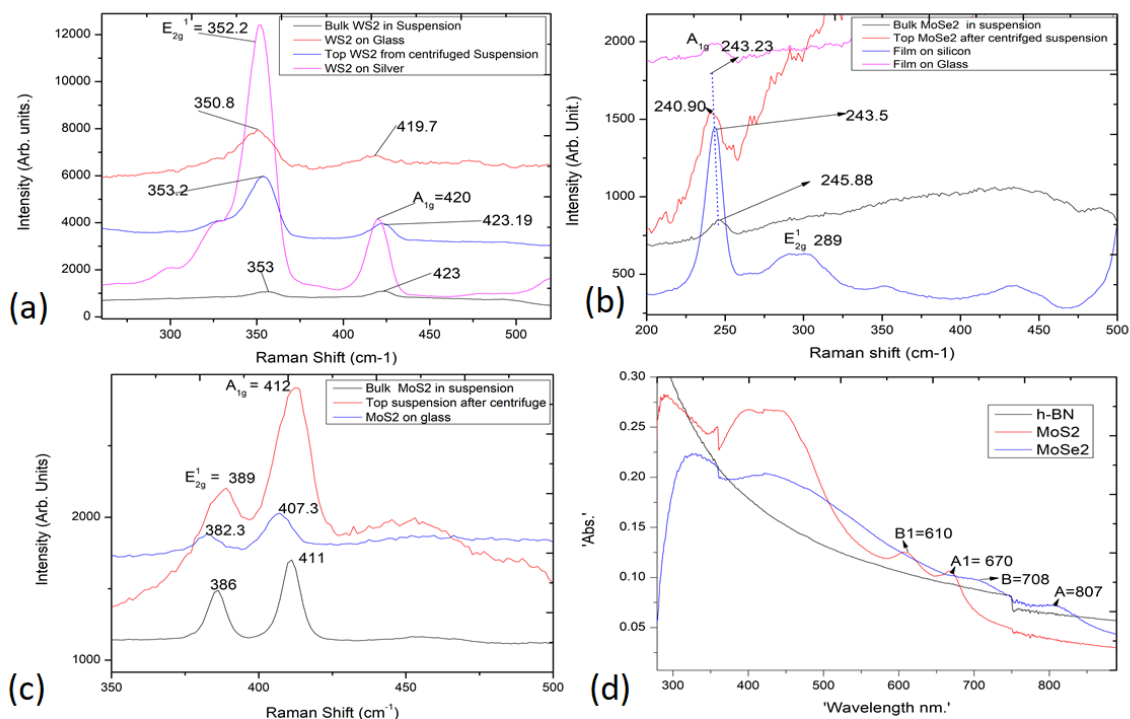 E2g1 = 352.2
Bulk WS2 in Suspension
WS2 on Glass
Top WS2 from centrifuged Suspension
WS2 on Silver
350.8
419.7
353.2
A1g=420
423.19
353
423
12000
10000
8000
6000
4000
2000
0
Intensity (Arb. units.)
300
350
400
450
500
Raman Shift (cm-1)
(a)
Bulk MoSe2 in suspension
Top MoSe2 after centrifged suspension
Film on silicon
Film on Glass
A1g
243.23
240.90
243.5
245.88
E2g1 289
2000
1500
1000
500
0
Intensity (Arb. Unit.)
200
250
300
350
400
450
500
Raman shift (cm-1)
(b)
A1g = 412
Bulk MoS2 in suspension
Top suspension after centrifuge
MoS2 on glass
E2g1 = 389
407.3
382.3
411
386
2000
1000
Intensity (Arb. Units)
350
400
450
500
Raman Shift (cm-1)
(c)
h-BN
MoS2
MoSe2
B1=610
A1= 670
B=708
A=807
0.30
0.25
0.20
0.15
0.10
0.05
'Abs.'
300
400
500
600
700
800
'Wavelength nm.'
(d)